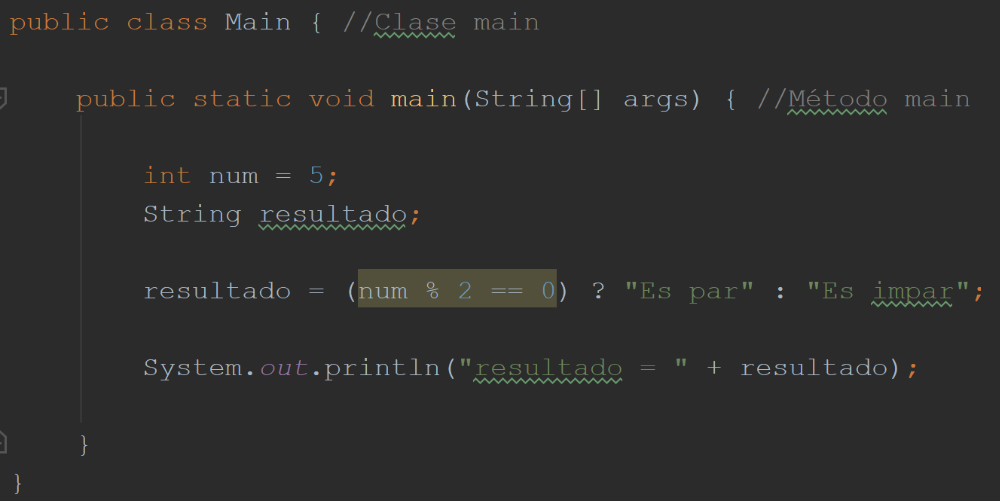 public class Main { //Clase main
public static void main(String[] args) { //Método main
int num = 5;
String resultado;
resultado = (num % 2 == 0) ? "Es par" : "Es impar";
System.out.println("resultado = " + resultado);
}
}